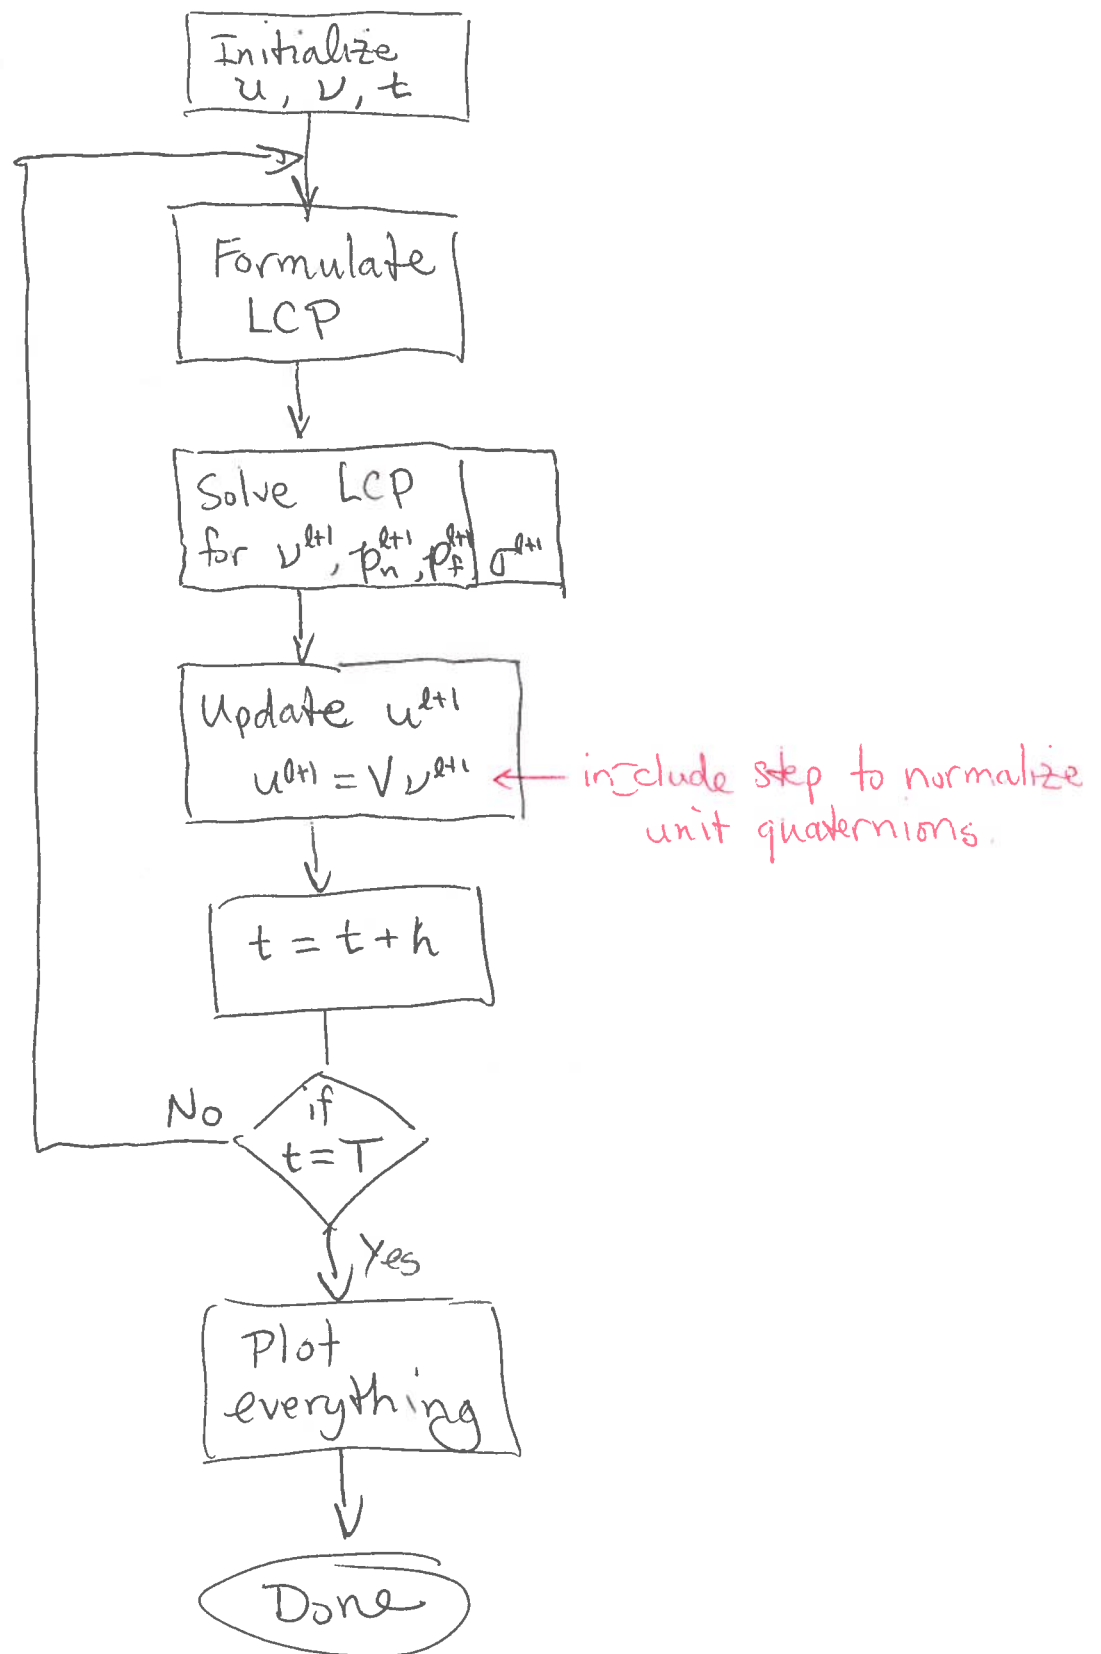 Initialize
u, ν, t
Formulate
LCP
Solve LCP
for ν^{l+1}, p_n^{l+1}, p_f^{l+1} σ^{l+1}
Update u^{l+1}
u^{l+1} = V ν^{l+1}
include step to normalize
unit quaternions.
t = t + h
No
if
t = T
Yes
Plot
everything
Done